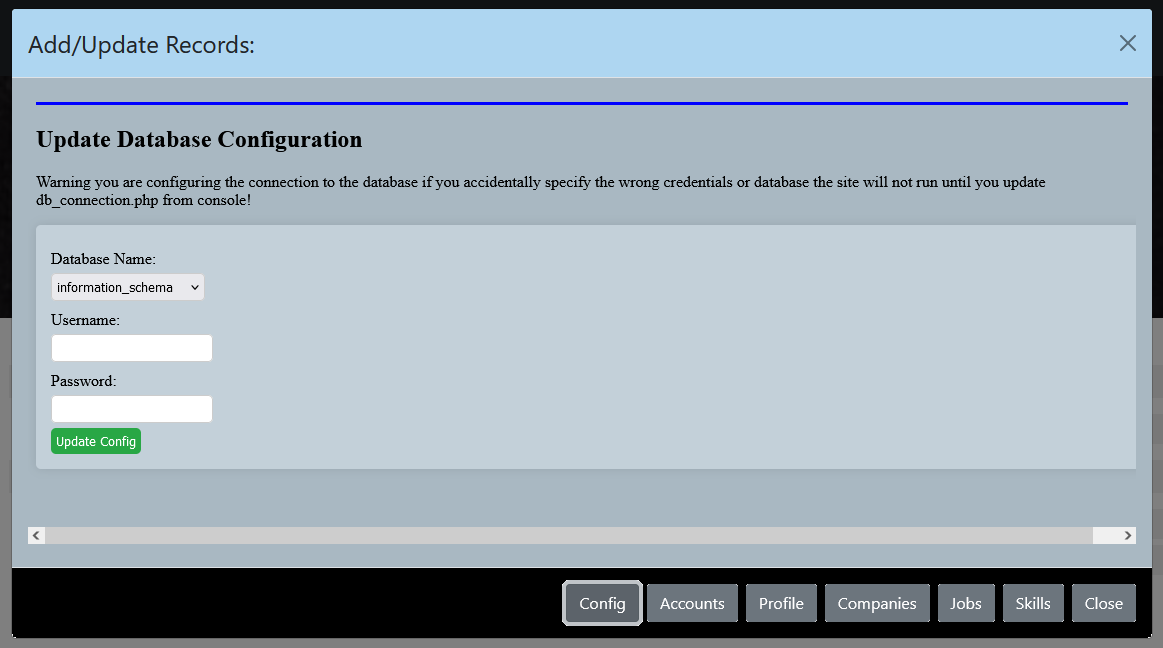 Add/Update Records:
Update Database Configuration
Warning you are configuring the connection to the database if you accidentally specify the wrong credentials or database the site will not run until you update
db_connection.php from console!
Database Name:
information_schema
Username:
Password:
Update Config
Config Accounts Profile Companies Jobs Skills Close